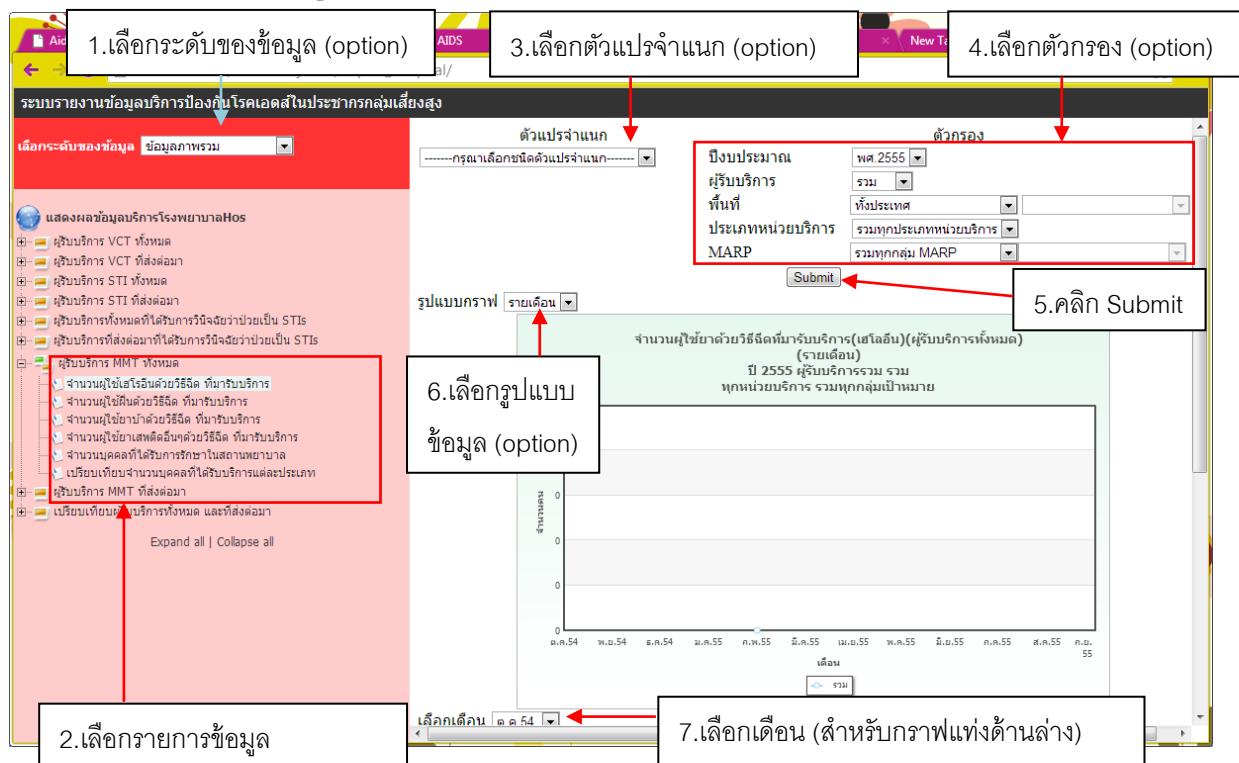 1.เลือกระดับของข้อมูล (option)
3.เลือกตัวแปรจำแนก (option)
4.เลือกตัวกรอง (option)
Aid
AIDS
New Ta
al/
ระบบรายงานข้อมูลบริการป้องกันโรคเอดส์ในประชากรกลุ่มเสี่ยงสูง
เลือกระดับของข้อมูล ข้อมูลภาพรวม
ตัวแปรจำแนก
-------กรุณาเลือกชนิดตัวแปรจำแนก-------
ตัวกรอง
ปีงบประมาณ พศ.2555
ผู้รับบริการ รวม
พื้นที่ ทั้งประเทศ
ประเภทหน่วยบริการ รวมทุกประเภทหน่วยบริการ
MARP รวมทุกกลุ่ม MARP
Submit
5.คลิก Submit
แสดงผลข้อมูลบริการโรงพยาบาลHos
ผู้รับบริการ VCT ทั้งหมด
ผู้รับบริการ VCT ที่ส่งต่อมา
ผู้รับบริการ STI ทั้งหมด
ผู้รับบริการ STI ที่ส่งต่อมา
ผู้รับบริการทั้งหมดที่ได้รับการวินิจฉัยว่าป่วยเป็น STIs
ผู้รับบริการที่ส่งต่อมาที่ได้รับการวินิจฉัยว่าป่วยเป็น STIs
ผู้รับบริการ MMT ทั้งหมด
จำนวนผู้ใช้เฮโรอีนด้วยวิธีฉีด ที่มารับบริการ
จำนวนผู้ใช้ฝิ่นด้วยวิธีฉีด ที่มารับบริการ
จำนวนผู้ใช้ยาบ้าด้วยวิธีฉีด ที่มารับบริการ
จำนวนผู้ใช้ยาเสพติดอื่นๆด้วยวิธีฉีด ที่มารับบริการ
จำนวนบุคคลที่ได้รับการรักษาในสถานพยาบาล
เปรียบเทียบจำนวนบุคคลที่ได้รับบริการแต่ละประเภท
ผู้รับบริการ MMT ที่ส่งต่อมา
เปรียบเทียบผู้รับบริการทั้งหมด และที่ส่งต่อมา
Expand all | Collapse all
2.เลือกรายการข้อมูล
รูปแบบกราฟ รายเดือน
6.เลือกรูปแบบ
ข้อมูล (option)
จำนวนผู้ใช้ยาด้วยวิธีฉีดที่มารับบริการ(เฮโลอีน)(ผู้รับบริการทั้งหมด)
(รายเดือน)
ปี 2555 ผู้รับบริการรวม รวม
ทุกหน่วยบริการ รวมทุกกลุ่มเป้าหมาย
จำนวนคน
0
0
0
0
ต.ค.54 พ.ย.54 ธ.ค.54 ม.ค.55 ก.พ.55 มี.ค.55 เม.ย.55 พ.ค.55 มิ.ย.55 ก.ค.55 ส.ค.55 ก.ย.
55
เดือน
รวม
เลือกเดือน ต.ค.54
7.เลือกเดือน (สำหรับกราฟแท่งด้านล่าง)